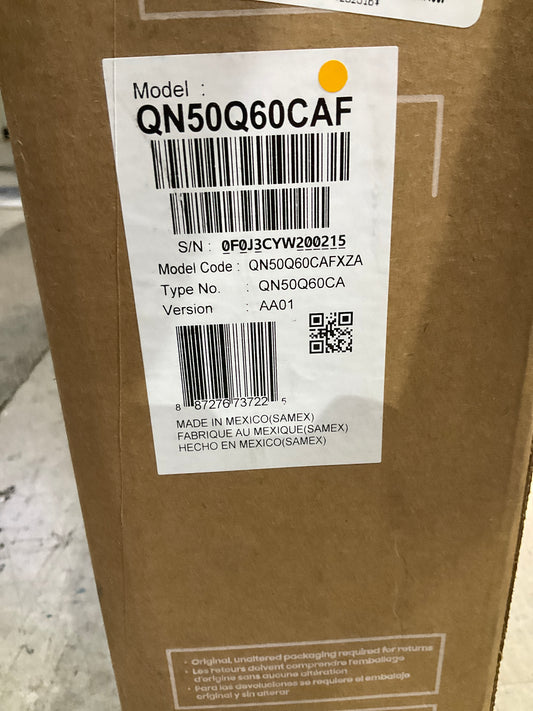 Model :
QN50Q60CAF
S/N : 0F0J3CYW200215
Model Code : QN50Q60CAFXZA
Type No. : QN50Q60CA
Version : AA01
8 87276 73722 5
MADE IN MEXICO(SAMEX)
FABRIQUE AU MEXIQUE(SAMEX)
HECHO EN MEXICO(SAMEX)
• Original, unaltered packaging required for returns
• Les retours doivent comprendre l'emballage
d'origine sans aucune altération
• Para las devoluciones se requiere el embalaje
original y sin alterar